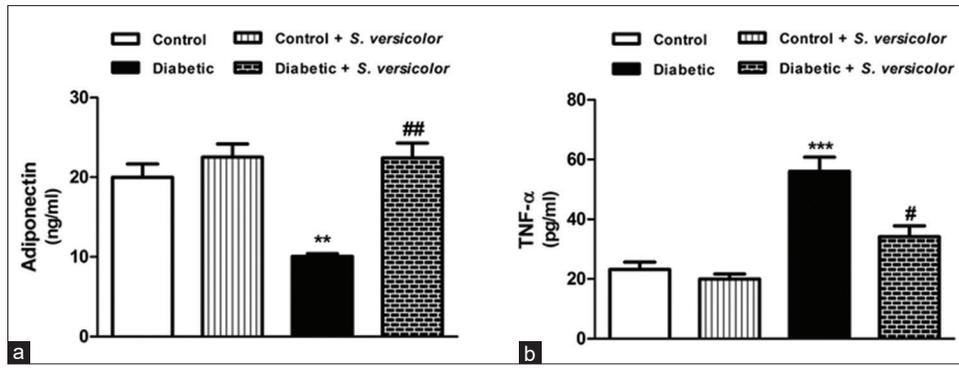 Control
Control + S. versicolor
Diabetic
Diabetic + S. versicolor
30
20
10
0
Adiponectin
(ng/ml)
**
##
a
Control
Control + S. versicolor
Diabetic
Diabetic + S. versicolor
80
60
40
20
0
TNF-α
(pg/ml)
***
#
b